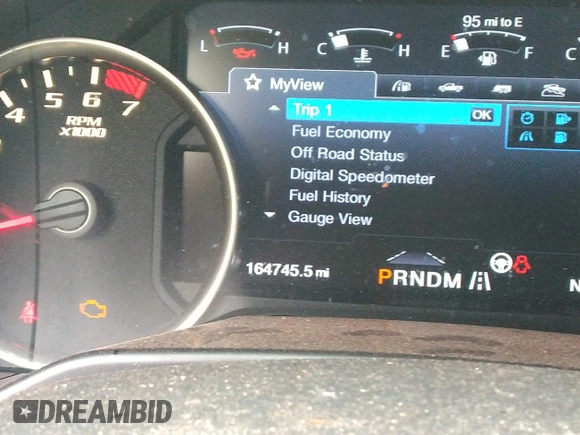 95 mi to E
L H C H E F
MyView
Trip 1 OK
Fuel Economy
Off Road Status
Digital Speedometer
Fuel History
Gauge View
4 5 6 7
RPM
x1000
164745.5 mi
PRNDM
N
DREAMBID